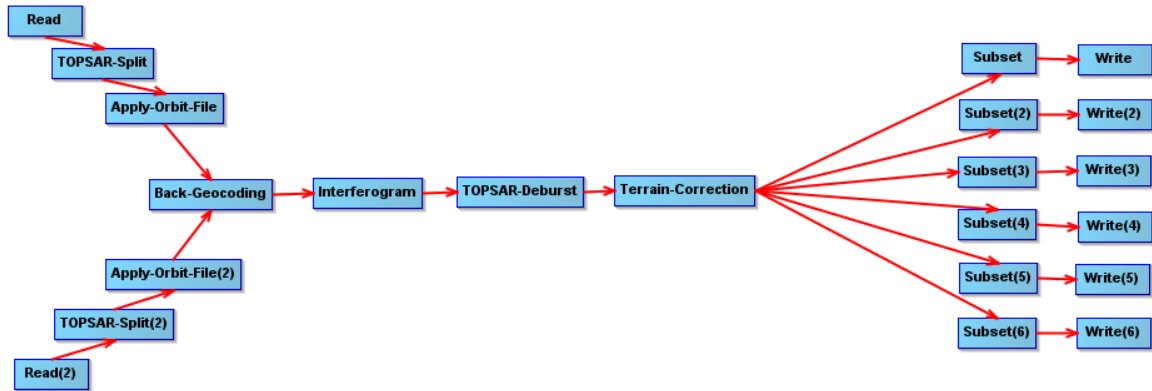 Read
TOPSAR-Split
Apply-Orbit-File
Back-Geocoding
Apply-Orbit-File(2)
TOPSAR-Split(2)
Read(2)
Interferogram
TOPSAR-Deburst
Terrain-Correction
Subset
Write
Subset(2)
Write(2)
Subset(3)
Write(3)
Subset(4)
Write(4)
Subset(5)
Write(5)
Subset(6)
Write(6)